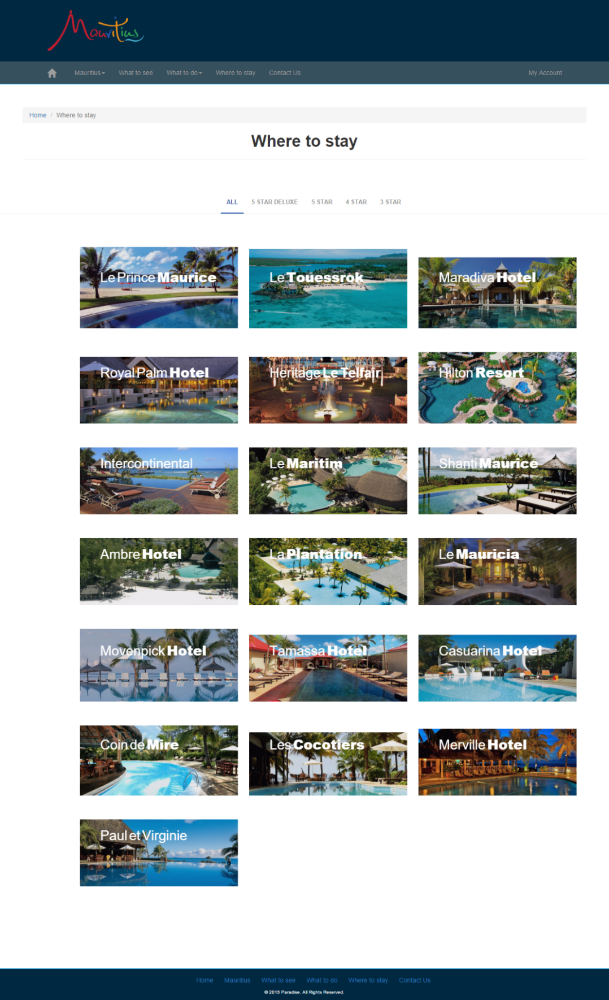 Mauritius
Mauritius What to see What to do Where to stay Contact Us My Account
Home / Where to stay
Where to stay
ALL 5 STAR DELUXE 5 STAR 4 STAR 3 STAR
Le Prince Maurice Le Touessrok Maradiva Hotel
Royal Palm Hotel Heritage Le Telfair Hilton Resort
Intercontinental Le Maritim Shanti Maurice
Ambre Hotel La Plantation Le Mauricia
Movenpick Hotel Tamassa Hotel Casuarina Hotel
Coin de Mire Les Cocotiers Merville Hotel
Paul et Virginie
Home Mauritius What to see What to do Where to stay Contact Us
© 2015 Paradise. All Rights Reserved.